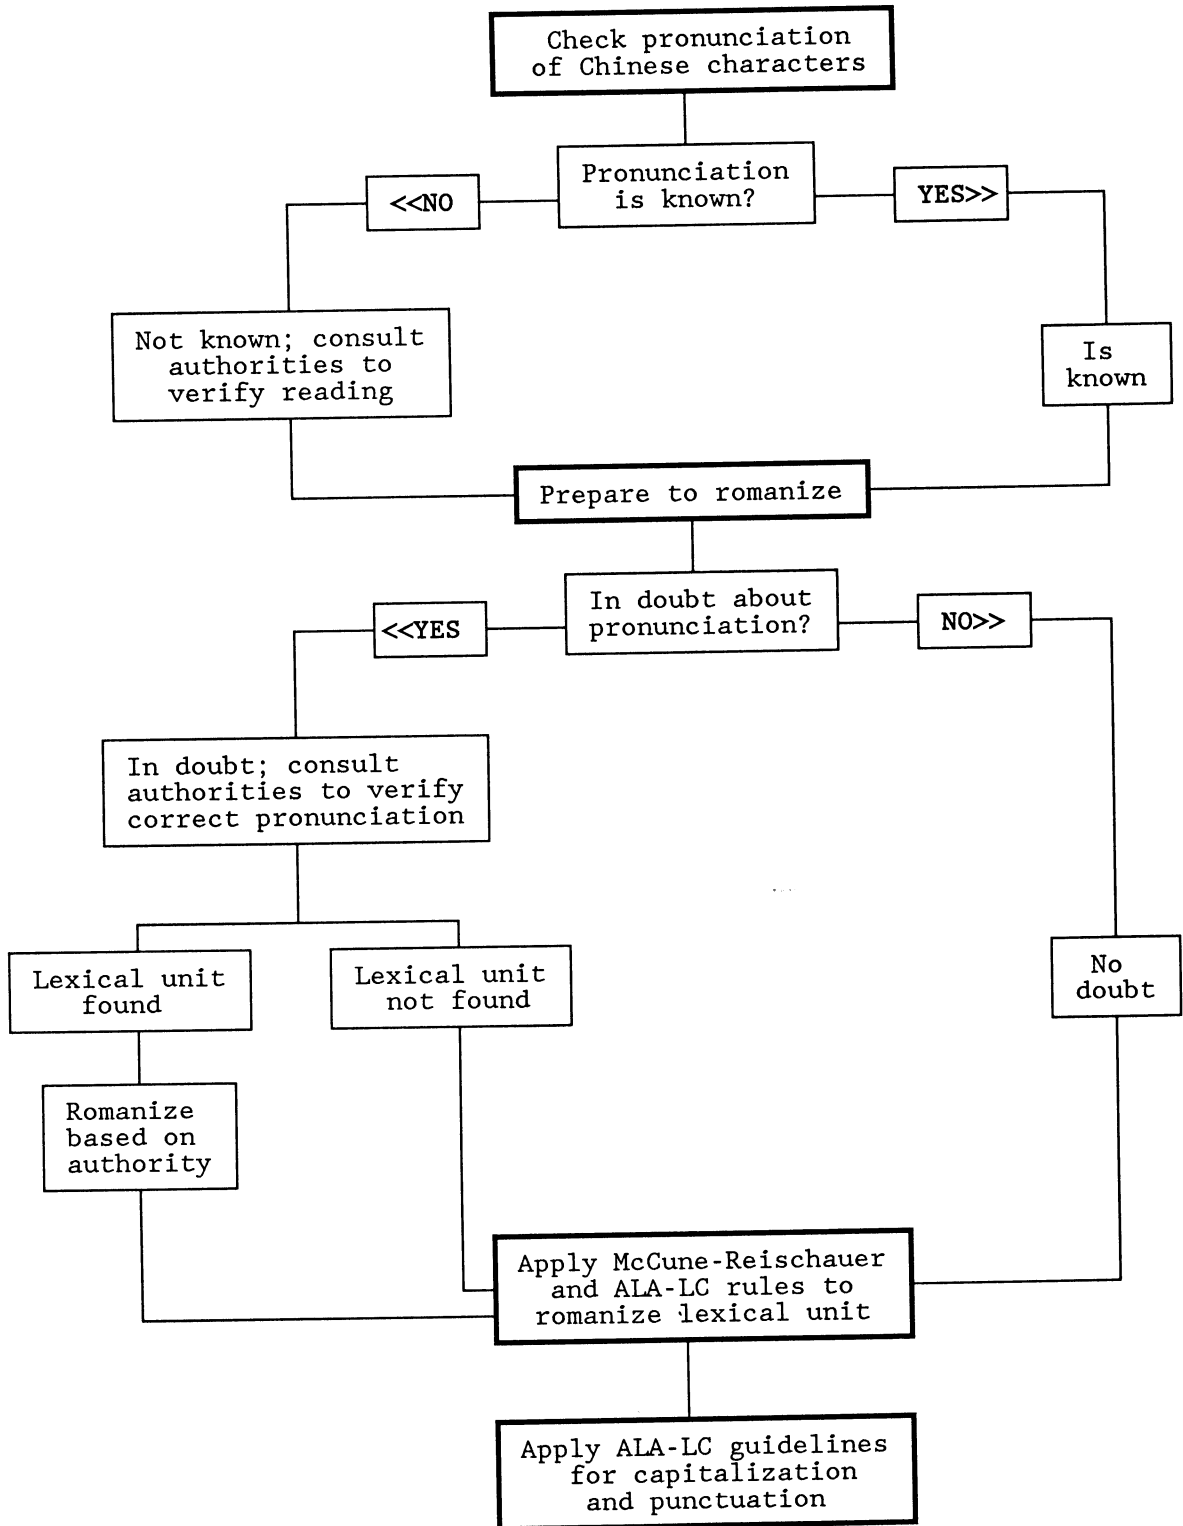 Check pronunciation
of Chinese characters
Pronunciation
is known?
<<NO
YES>>
Not known; consult
authorities to
verify reading
Is
known
Prepare to romanize
In doubt about
pronunciation?
<<YES
NO>>
In doubt; consult
authorities to verify
correct pronunciation
Lexical unit
found
Lexical unit
not found
No
doubt
Romanize
based on
authority
Apply McCune-Reischauer
and ALA-LC rules to
romanize lexical unit
Apply ALA-LC guidelines
for capitalization
and punctuation